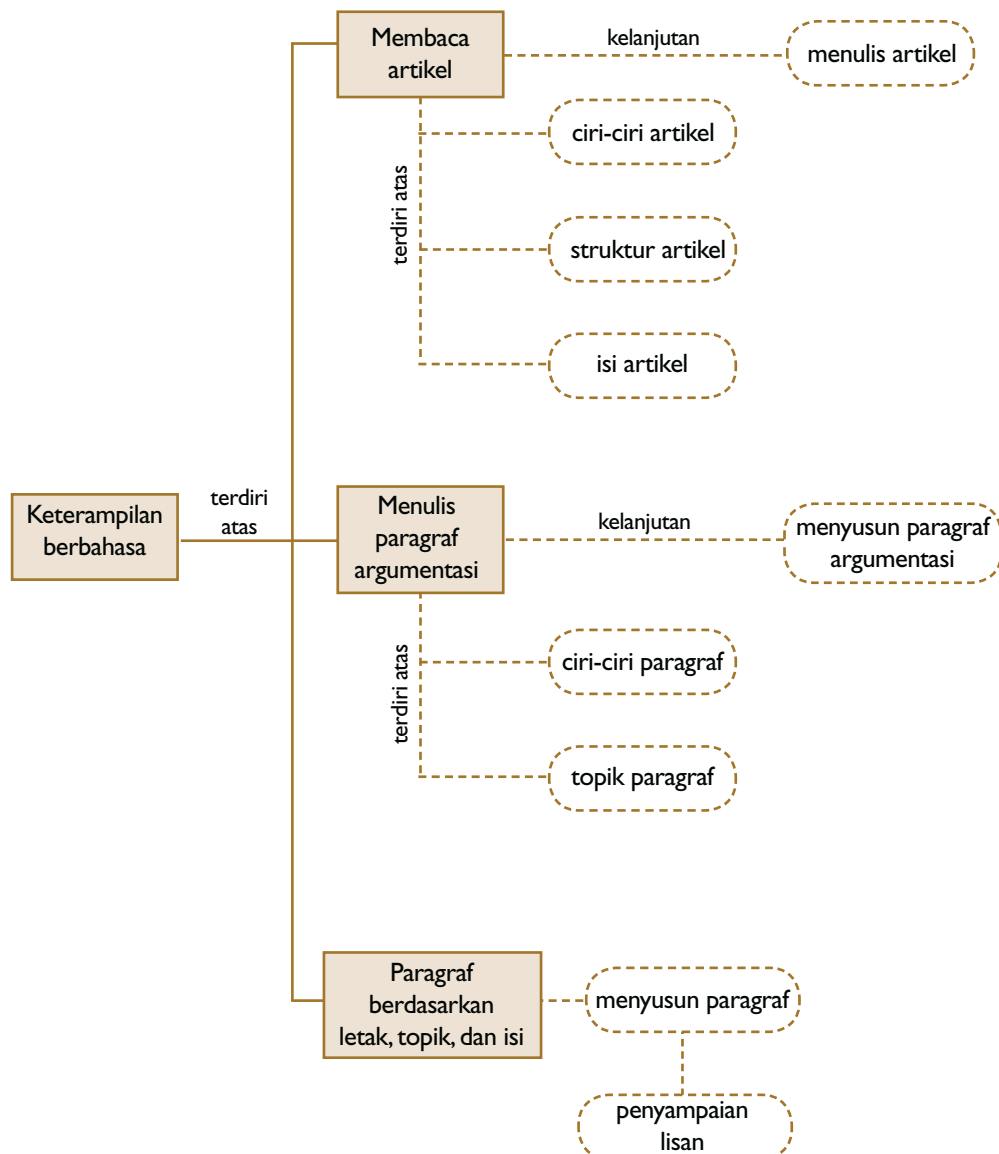 Membaca
artikel
kelanjutan
menulis artikel
terdiri atas
ciri-ciri artikel
struktur artikel
isi artikel
Keterampilan
berbahasa
terdiri
atas
Menulis
paragraf
argumentasi
kelanjutan
menyusun paragraf
argumentasi
terdiri atas
ciri-ciri paragraf
topik paragraf
Paragraf
berdasarkan
letak, topik, dan isi
menyusun paragraf
penyampaian
lisan